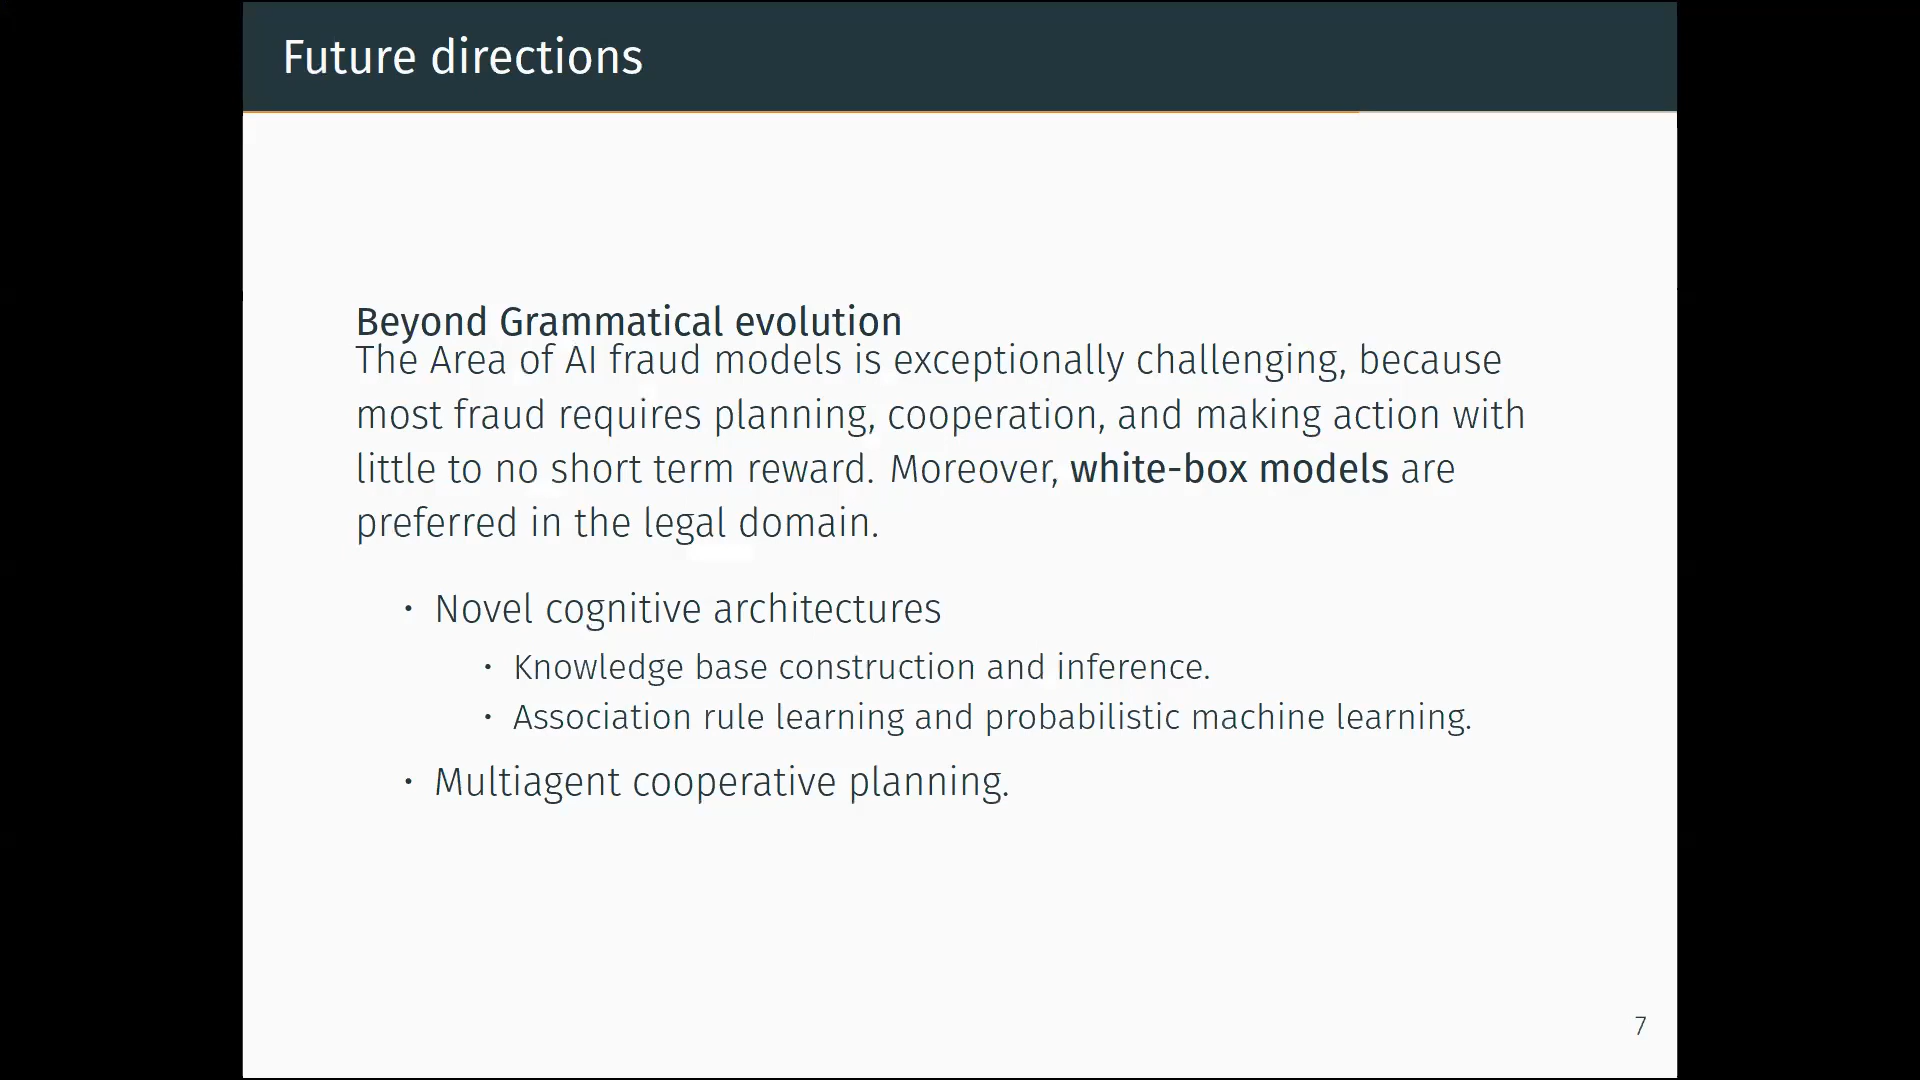 Future directions
Beyond Grammatical evolution
The Area of AI fraud models is exceptionally challenging, because
most fraud requires planning, cooperation, and making action with
little to no short term reward. Moreover, white-box models are
preferred in the legal domain.
• Novel cognitive architectures
• Knowledge base construction and inference.
• Association rule learning and probabilistic machine learning.
• Multiagent cooperative planning.
7